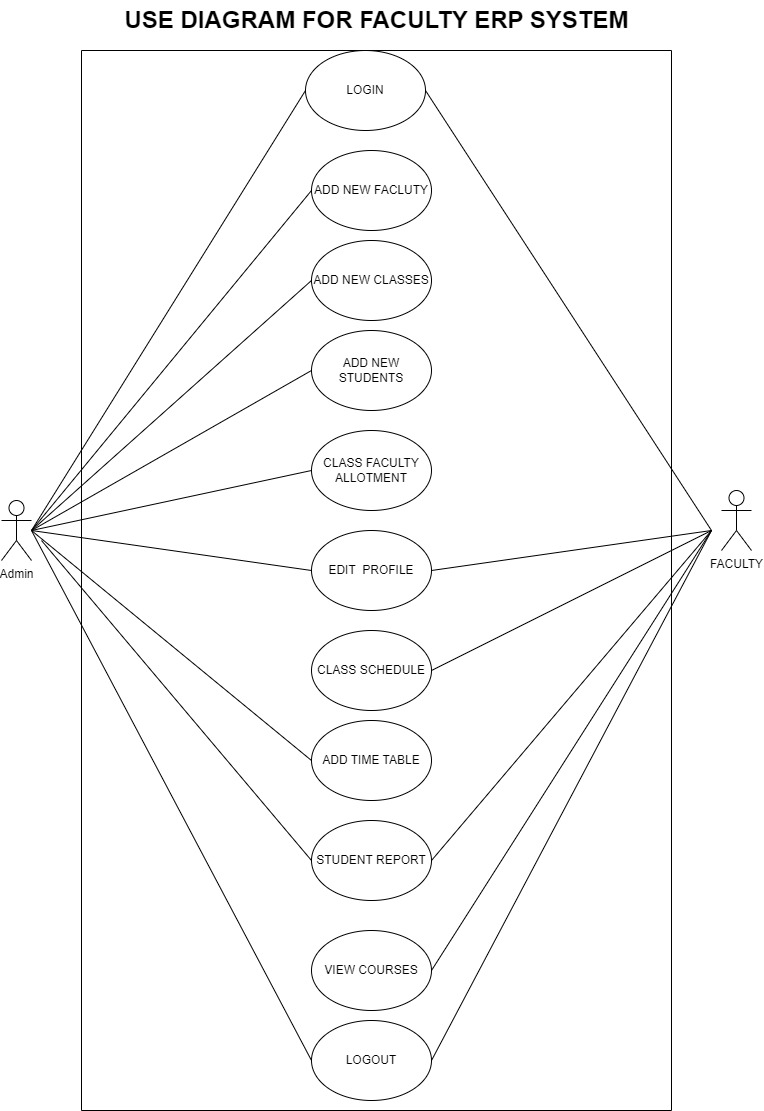 USE DIAGRAM FOR FACULTY ERP SYSTEM
LOGIN
ADD NEW FACLUTY
ADD NEW CLASSES
ADD NEW
STUDENTS
CLASS FACULTY
ALLOTMENT
Admin
EDIT PROFILE
FACULTY
CLASS SCHEDULE
ADD TIME TABLE
STUDENT REPORT
VIEW COURSES
LOGOUT